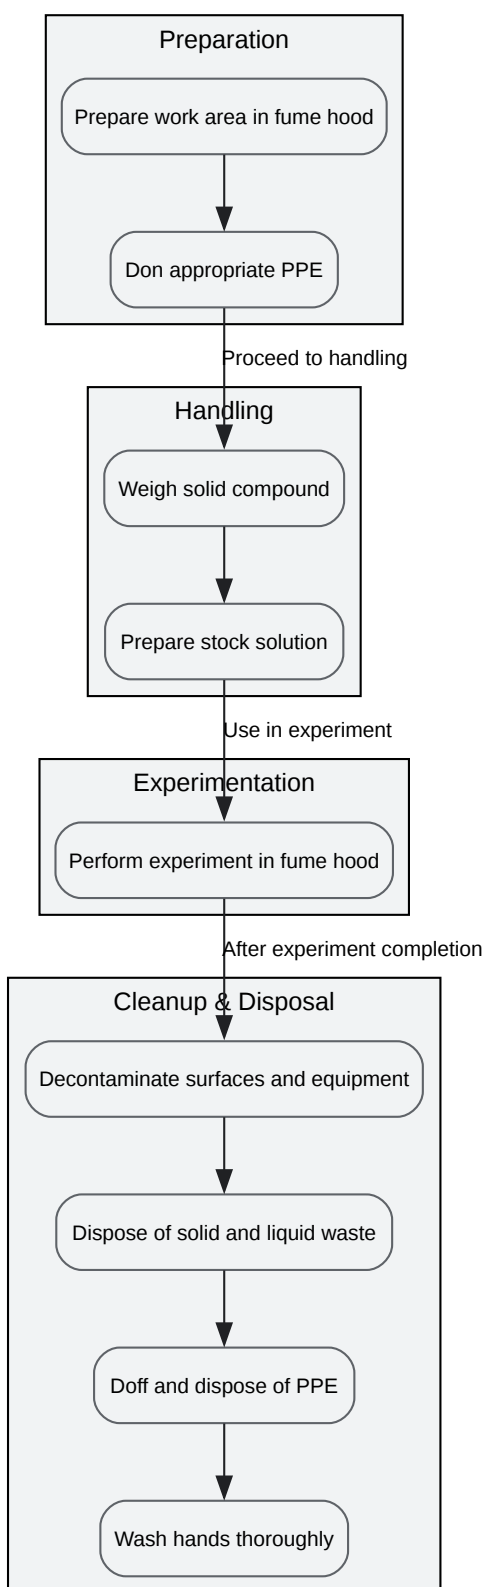 Preparation
Prepare work area in fume hood
Don appropriate PPE
Proceed to handling
Handling
Weigh solid compound
Prepare stock solution
Use in experiment
Experimentation
Perform experiment in fume hood
After experiment completion
Cleanup & Disposal
Decontaminate surfaces and equipment
Dispose of solid and liquid waste
Doff and dispose of PPE
Wash hands thoroughly